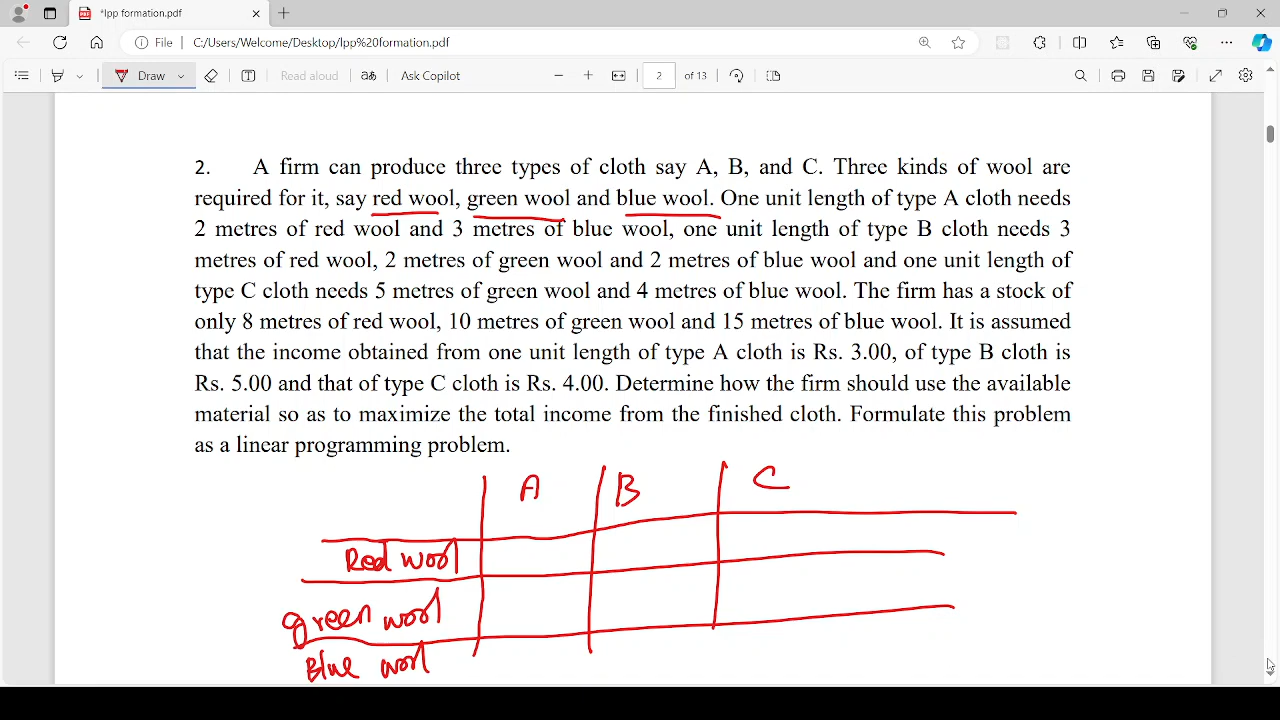 *lpp formation.pdf
File | C:/Users/Welcome/Desktop/lpp%20formation.pdf
Draw Read aloud Ask Copilot 2 of 13
2. A firm can produce three types of cloth say A, B, and C. Three kinds of wool are
required for it, say red wool, green wool and blue wool. One unit length of type A cloth needs
2 metres of red wool and 3 metres of blue wool, one unit length of type B cloth needs 3
metres of red wool, 2 metres of green wool and 2 metres of blue wool and one unit length of
type C cloth needs 5 metres of green wool and 4 metres of blue wool. The firm has a stock of
only 8 metres of red wool, 10 metres of green wool and 15 metres of blue wool. It is assumed
that the income obtained from one unit length of type A cloth is Rs. 3.00, of type B cloth is
Rs. 5.00 and that of type C cloth is Rs. 4.00. Determine how the firm should use the available
material so as to maximize the total income from the finished cloth. Formulate this problem
as a linear programming problem.
A B C
Red wool
green wool
Blue wool